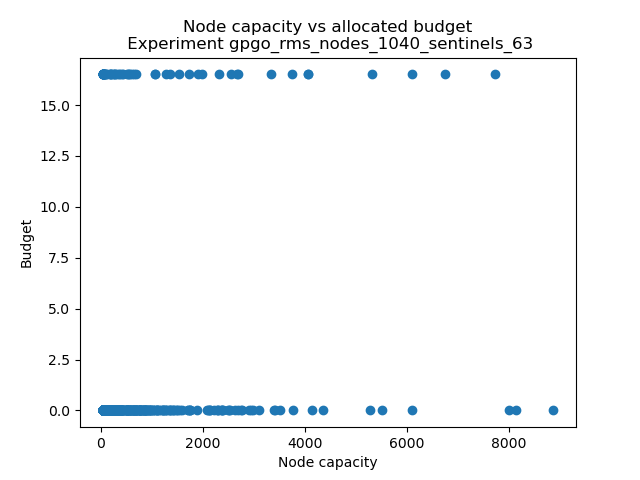 Node capacity vs allocated budget
Experiment gpgo_rms_nodes_1040_sentinels_63
15.0
12.5
10.0
7.5
5.0
2.5
0.0
Budget
0 2000 4000 6000 8000
Node capacity